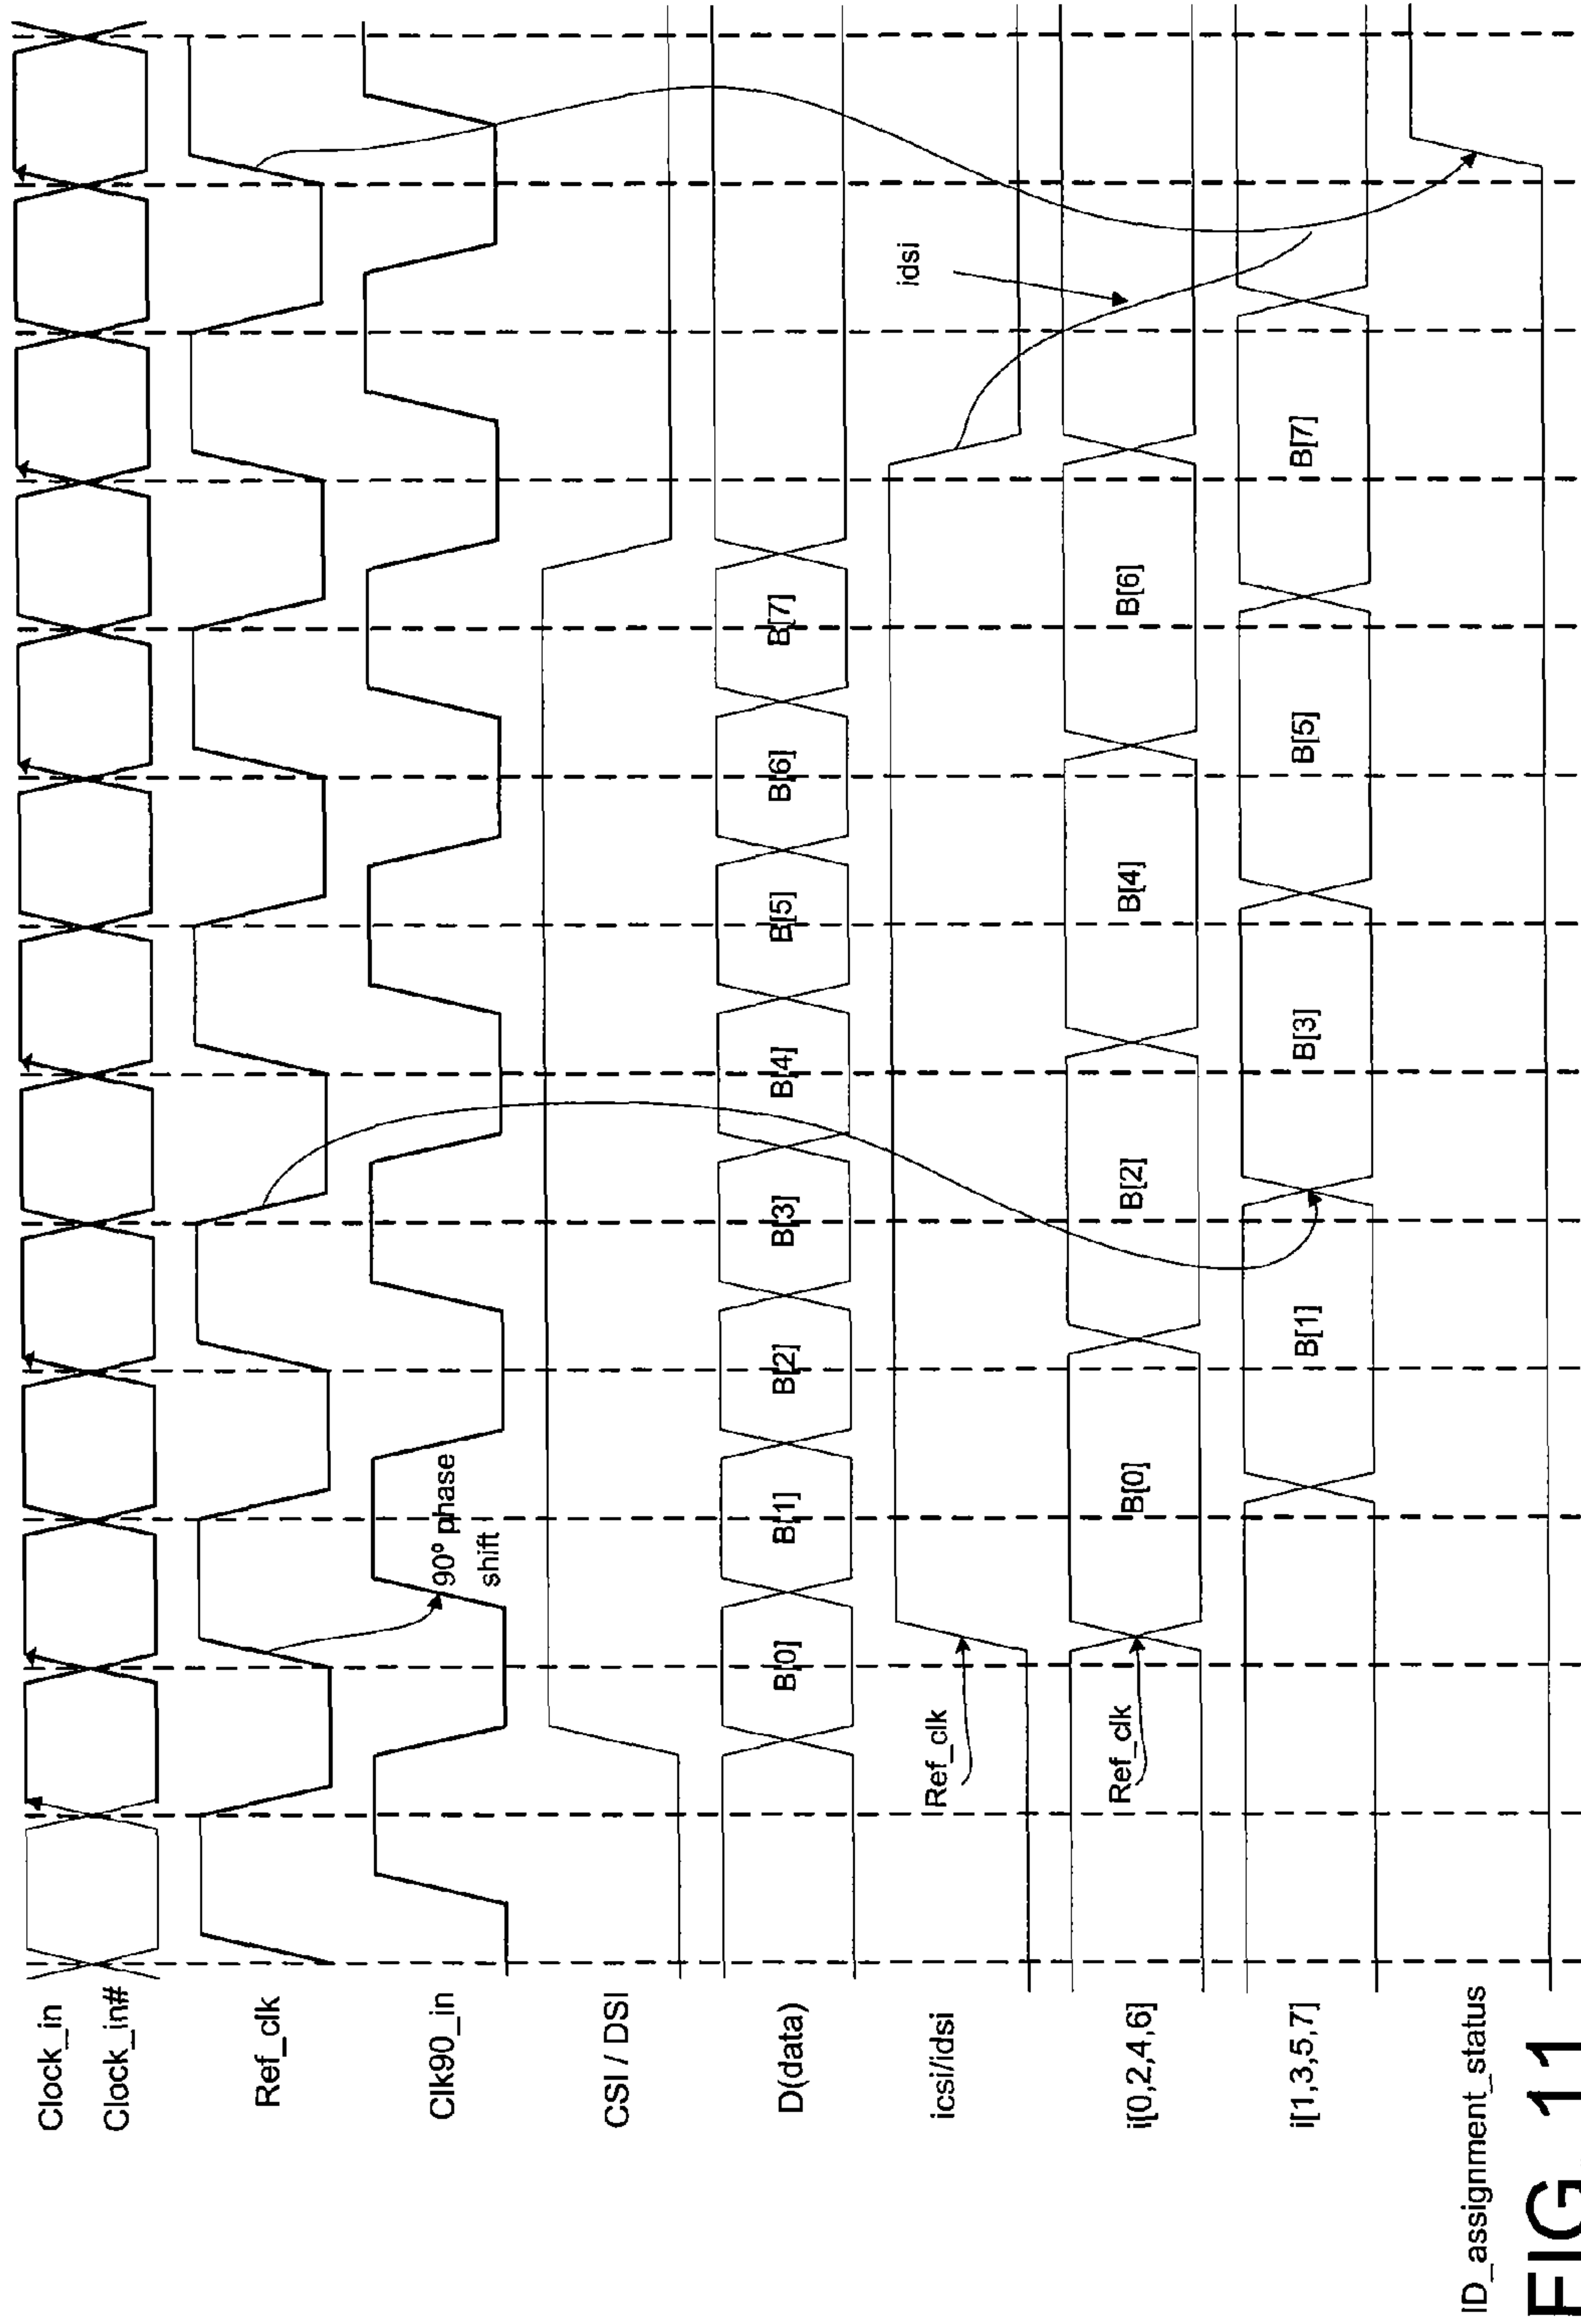 Clock_in
Clock_in#
Ref_clk
90º phase
shift
Clk90_in
CSI / DSI
D(data)
B[0]
B[1]
B[2]
B[3]
B[4]
B[5]
B[6]
B[7]
icsi/idsi
Ref_clk
idsi
i[0,2,4,6]
Ref_clk
B[0]
B[2]
B[4]
B[6]
i[1,3,5,7]
B[1]
B[3]
B[5]
B[7]
ID_assignment_status
FIG. 11